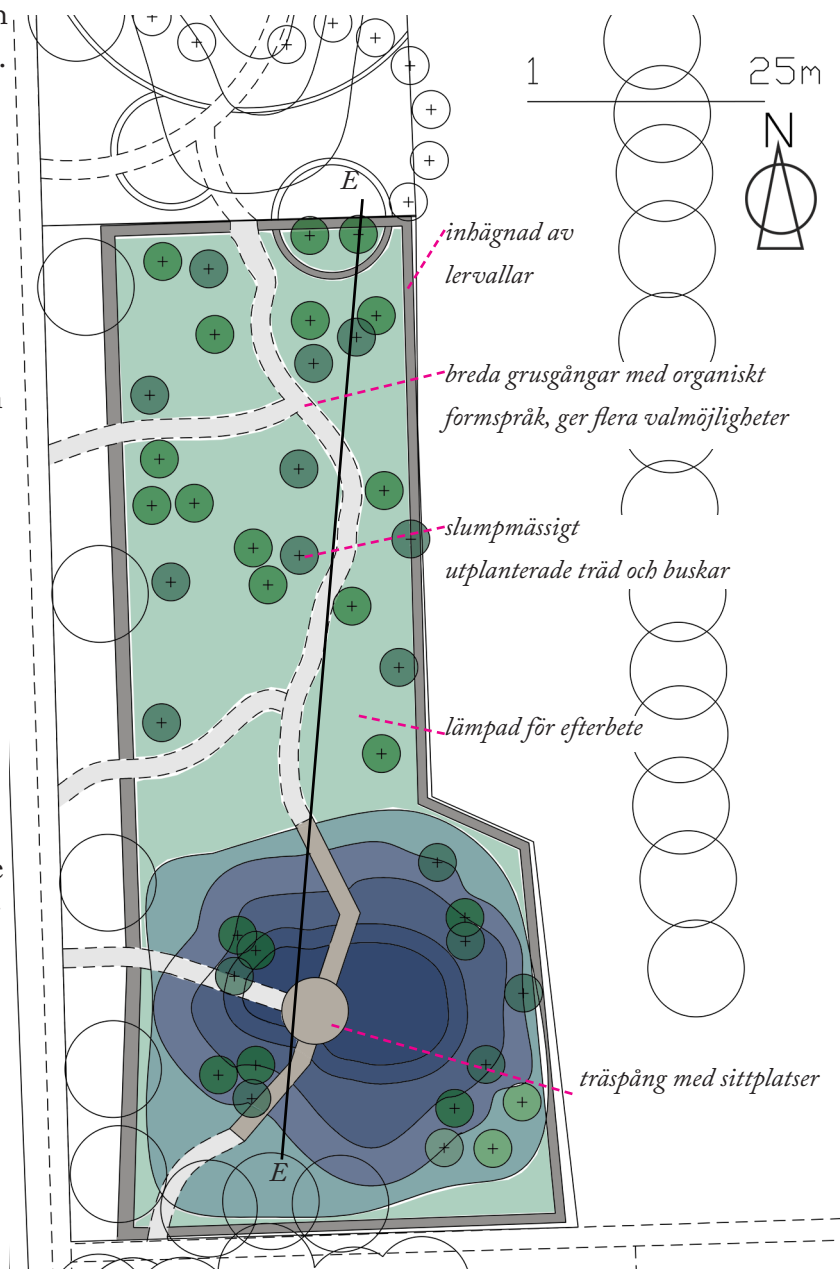 1 25m
N
E
inhägnad av
lervallar
breda grusgångar med organiskt
formspråk, ger flera valmöjligheter
slumpmässigt
utplanterade träd och buskar
lämpad för efterbete
träspång med sittplatser
E